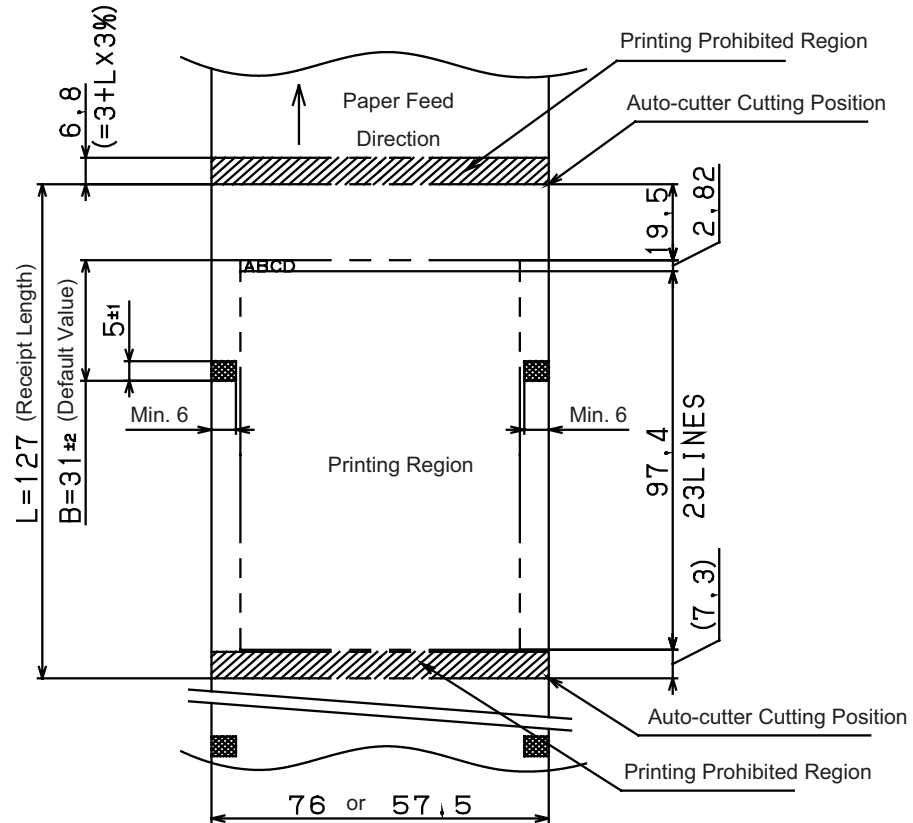 Printing Prohibited Region
6,8
(=3+L×3%)
Paper Feed
Direction
Auto-cutter Cutting Position
19,5
2,82
ABCD
L=127 (Receipt Length)
B=31±2 (Default Value)
5±1
Min. 6
Min. 6
Printing Region
97,4
23LINES
(7,3)
Auto-cutter Cutting Position
Printing Prohibited Region
76 or 57,5